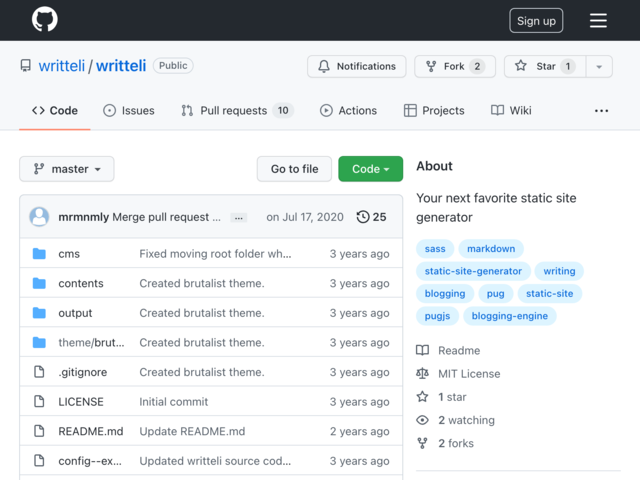 Sign up
writteli / writteli Public
Notifications
Fork 2
Star 1
Code
Issues
Pull requests 10
Actions
Projects
Wiki
...
master
Go to file
Code
mrmnmly Merge pull request ... ... on Jul 17, 2020 25
cms Fixed moving root folder wh... 3 years ago
contents Created brutalist theme. 3 years ago
output Created brutalist theme. 3 years ago
theme/brut... Created brutalist theme. 3 years ago
.gitignore Created brutalist theme. 3 years ago
LICENSE Initial commit 3 years ago
README.md Update README.md 2 years ago
config--ex... Updated writteli source cod... 3 years ago
About
Your next favorite static site
generator
sass markdown
static-site-generator writing
blogging pug static-site
pugjs blogging-engine
Readme
MIT License
1 star
2 watching
2 forks